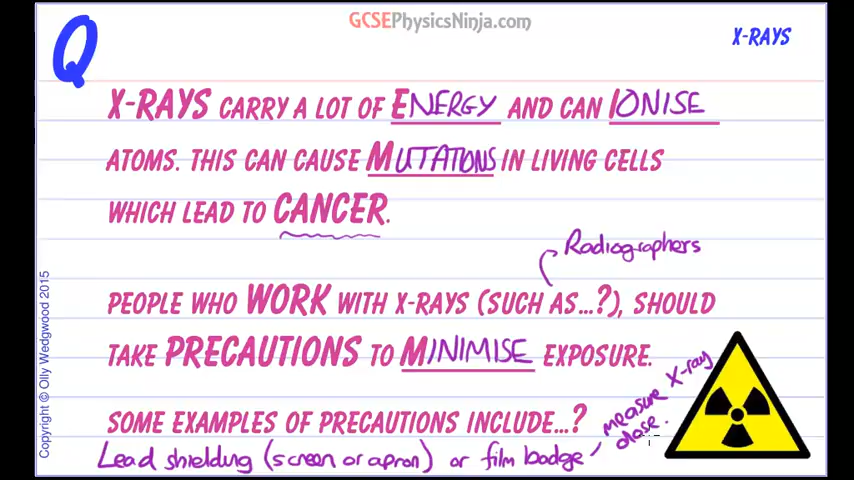 GCSEPhysicsNinja.com
Q
X-RAYS
X-RAYS CARRY A LOT OF ENERGY AND CAN IONISE
ATOMS. THIS CAN CAUSE MUTATIONS IN LIVING CELLS
WHICH LEAD TO CANCER.
Radiographers
PEOPLE WHO WORK WITH X-RAYS (SUCH AS...?), SHOULD
TAKE PRECAUTIONS TO MINIMISE EXPOSURE.
SOME EXAMPLES OF PRECAUTIONS INCLUDE...?
Lead shielding (screen or apron) or film badge
measure X-ray
dose.
Copyright © Olly Wedgwood 2015